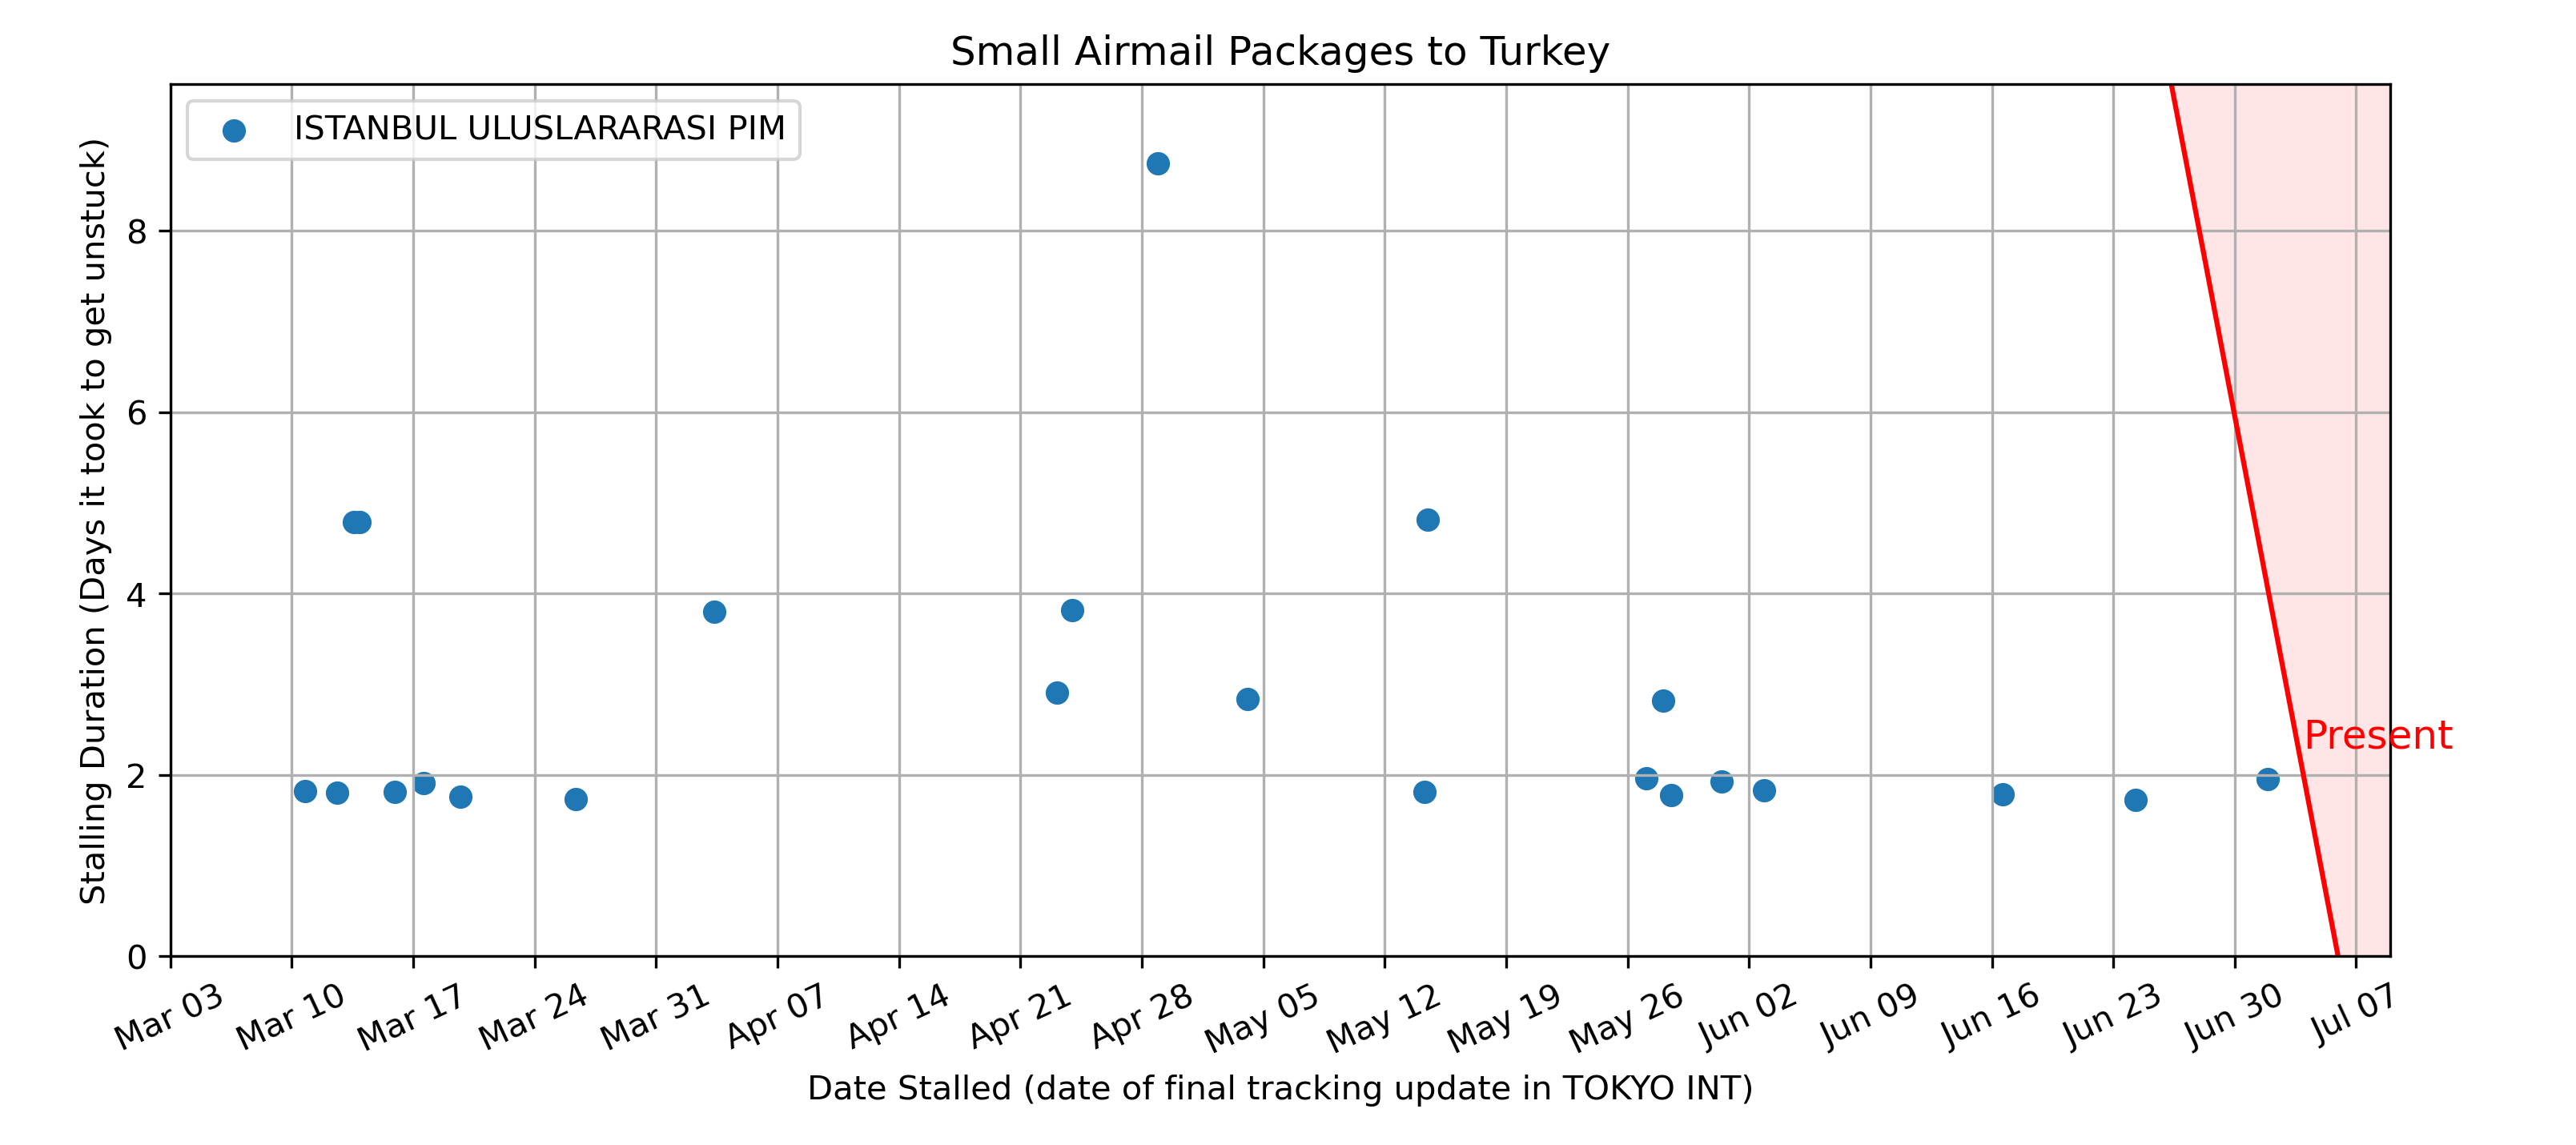 Small Airmail Packages to Turkey
ISTANBUL ULUSLARARASI PIM
Stalling Duration (Days it took to get unstuck)
8
6
4
2
0
Present
Mar 03
Mar 10
Mar 17
Mar 24
Mar 31
Apr 07
Apr 14
Apr 21
Apr 28
May 05
May 12
May 19
May 26
Jun 02
Jun 09
Jun 16
Jun 23
Jun 30
Jul 07
Date Stalled (date of final tracking update in TOKYO INT)